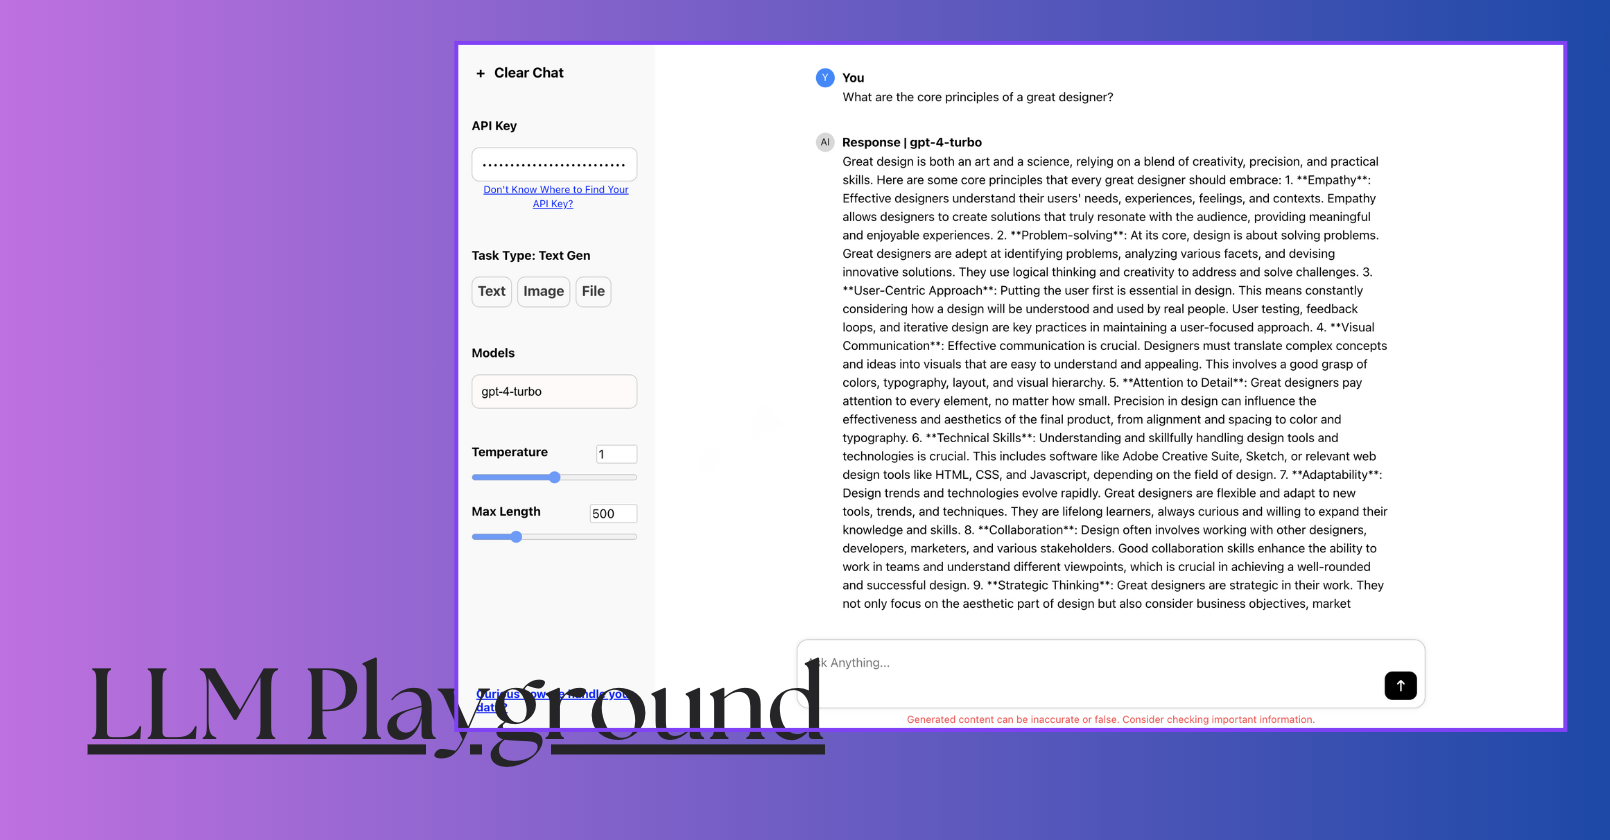 + Clear Chat
API Key
••••••••••••••••••••••••••
Don't Know Where to Find Your
API Key?
Task Type: Text Gen
Text Image File
Models
gpt-4-turbo
Temperature 1
Max Length 500
Curious how we handle your
data?
Y You
What are the core principles of a great designer?
AI Response | gpt-4-turbo
Great design is both an art and a science, relying on a blend of creativity, precision, and practical
skills. Here are some core principles that every great designer should embrace: 1. **Empathy**:
Effective designers understand their users' needs, experiences, feelings, and contexts. Empathy
allows designers to create solutions that truly resonate with the audience, providing meaningful
and enjoyable experiences. 2. **Problem-solving**: At its core, design is about solving problems.
Great designers are adept at identifying problems, analyzing various facets, and devising
innovative solutions. They use logical thinking and creativity to address and solve challenges. 3.
**User-Centric Approach**: Putting the user first is essential in design. This means constantly
considering how a design will be understood and used by real people. User testing, feedback
loops, and iterative design are key practices in maintaining a user-focused approach. 4. **Visual
Communication**: Effective communication is crucial. Designers must translate complex concepts
and ideas into visuals that are easy to understand and appealing. This involves a good grasp of
colors, typography, layout, and visual hierarchy. 5. **Attention to Detail**: Great designers pay
attention to every element, no matter how small. Precision in design can influence the
effectiveness and aesthetics of the final product, from alignment and spacing to color and
typography. 6. **Technical Skills**: Understanding and skillfully handling design tools and
technologies is crucial. This includes software like Adobe Creative Suite, Sketch, or relevant web
design tools like HTML, CSS, and Javascript, depending on the field of design. 7. **Adaptability**:
Design trends and technologies evolve rapidly. Great designers are flexible and adapt to new
tools, trends, and techniques. They are lifelong learners, always curious and willing to expand their
knowledge and skills. 8. **Collaboration**: Design often involves working with other designers,
developers, marketers, and various stakeholders. Good collaboration skills enhance the ability to
work in teams and understand different viewpoints, which is crucial in achieving a well-rounded
and successful design. 9. **Strategic Thinking**: Great designers are strategic in their work. They
not only focus on the aesthetic part of design but also consider business objectives, market
Ask Anything...
Generated content can be inaccurate or false. Consider checking important information.
LLM Playground